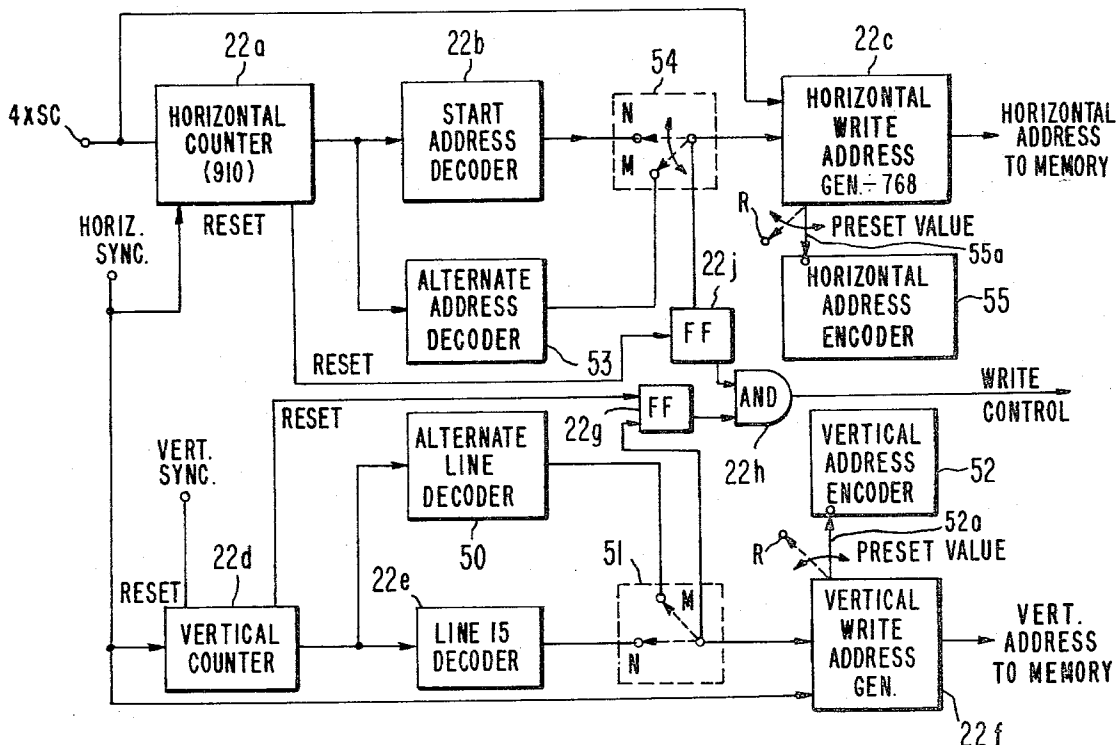 22a
22b
54
22c
4×SC
HORIZONTAL
COUNTER
(910)
START
ADDRESS
DECODER
N
M
HORIZONTAL
WRITE
ADDRESS
GEN.÷768
HORIZONTAL
ADDRESS
TO MEMORY
RESET
HORIZ.
SYNC.
R
PRESET VALUE
55a
ALTERNATE
ADDRESS
DECODER
53
22j
FF
HORIZONTAL
ADDRESS
ENCODER
55
RESET
RESET
FF
22g
AND
22h
WRITE
CONTROL
VERT.
SYNC.
ALTERNATE
LINE
DECODER
50
VERTICAL
ADDRESS
ENCODER
52
52a
R
PRESET VALUE
RESET
22d
22e
51
M
N
VERTICAL
COUNTER
LINE 15
DECODER
VERTICAL
WRITE
ADDRESS
GEN.
VERT.
ADDRESS
TO MEMORY
22f